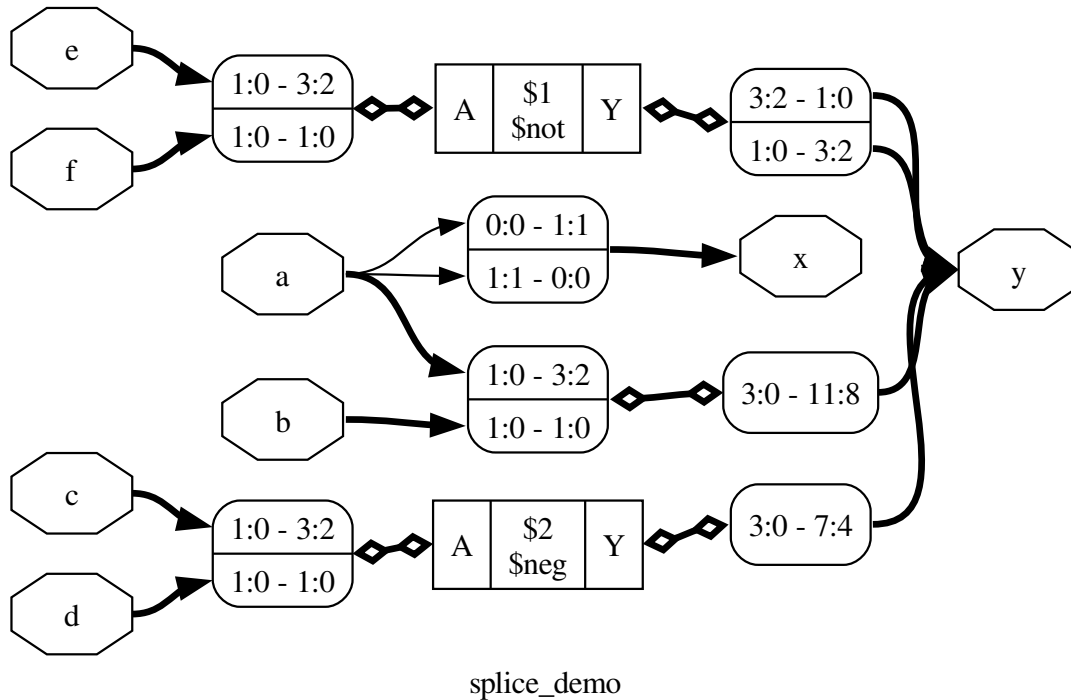 e
1:0 - 3:2
1:0 - 1:0
f
A
$1
$not
Y
3:2 - 1:0
1:0 - 3:2
a
0:0 - 1:1
1:1 - 0:0
x
y
b
1:0 - 3:2
1:0 - 1:0
3:0 - 11:8
c
1:0 - 3:2
1:0 - 1:0
d
A
$2
$neg
Y
3:0 - 7:4
splice_demo